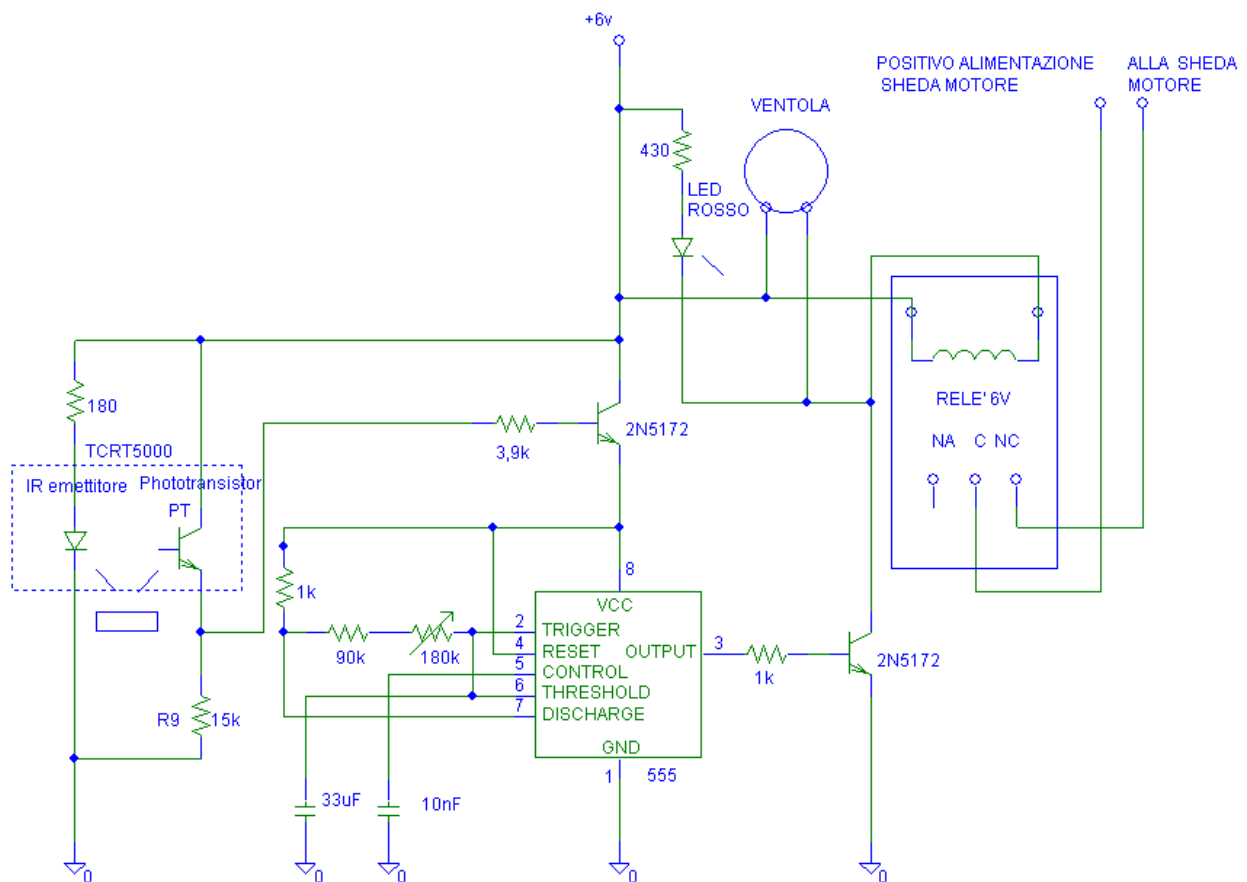 +6v
POSITIVO ALIMENTAZIONE
SHEDA MOTORE
ALLA SHEDA
MOTORE
VENTOLA
430
LED
ROSSO
180
RELE' 6V
2N5172
3,9k
NA C NC
TCRT5000
IR emettitore
Phototransistor
PT
8
1k
VCC
2
TRIGGER
90k
180k
4
RESET
OUTPUT
3
5
CONTROL
1k
2N5172
6
THRESHOLD
7
DISCHARGE
R9
15k
GND
1
555
33uF
10nF
0
0
0
0
0